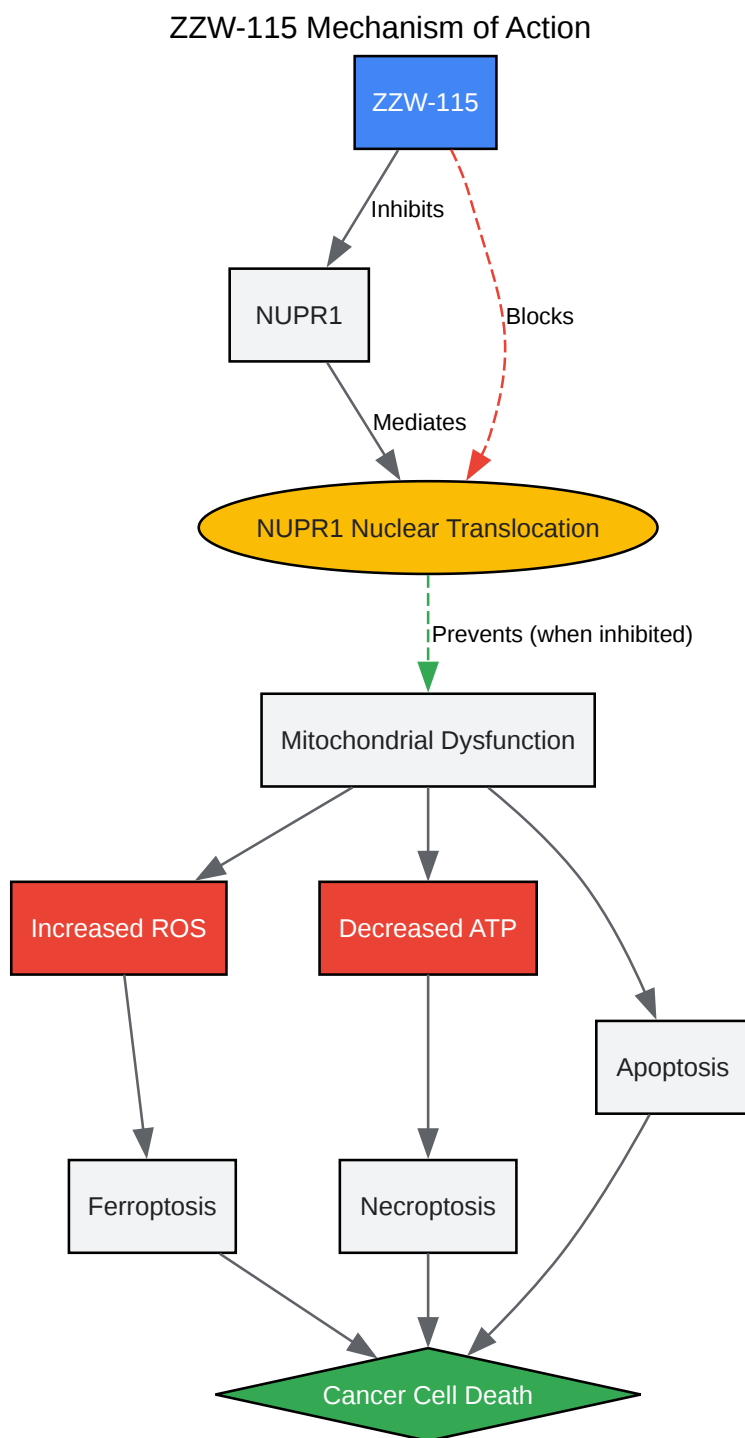 ZZW-115 Mechanism of Action
ZZW-115
Inhibits
NUPR1
Blocks
Mediates
NUPR1 Nuclear Translocation
Prevents (when inhibited)
Mitochondrial Dysfunction
Increased ROS
Decreased ATP
Apoptosis
Ferroptosis
Necroptosis
Cancer Cell Death